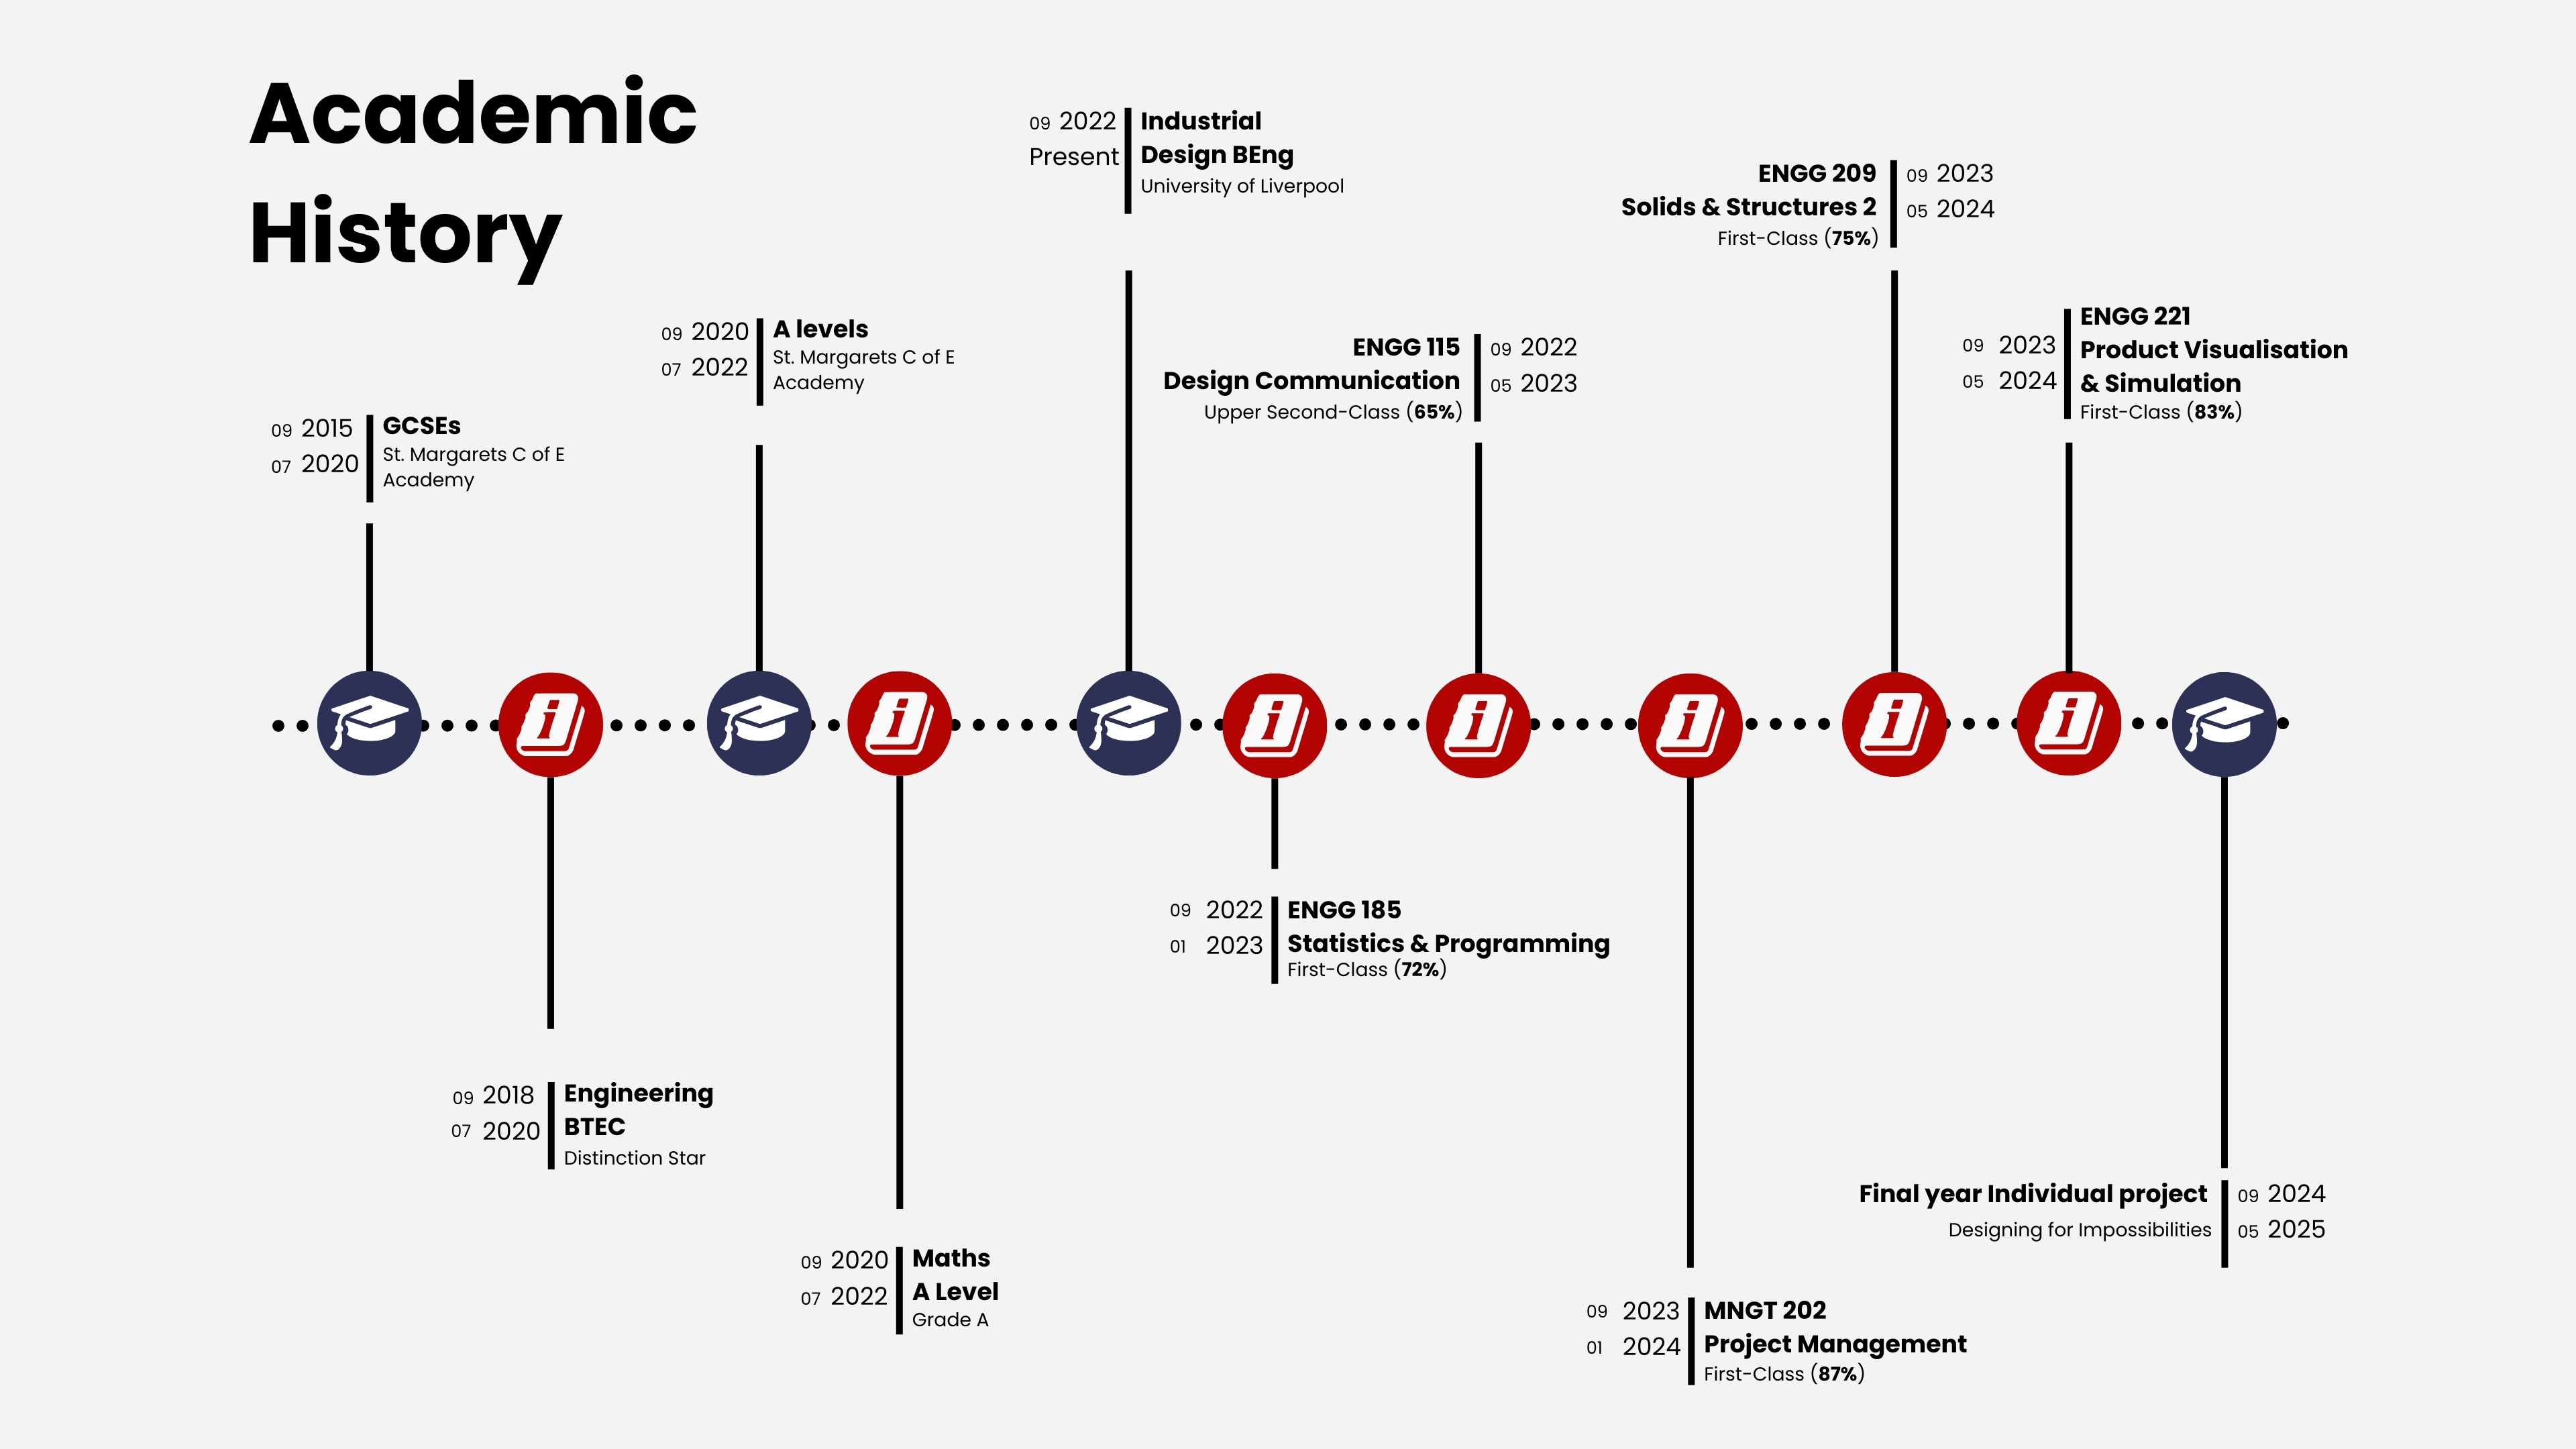 Academic
History
09 2015
07 2020
GCSEs
St. Margarets C of E
Academy
09 2018
07 2020
Engineering
BTEC
Distinction Star
09 2020
07 2022
A levels
St. Margarets C of E
Academy
09 2020
07 2022
Maths
A Level
Grade A
09 2022
Present
Industrial
Design BEng
University of Liverpool
09 2022
01 2023
ENGG 185
Statistics & Programming
First-Class (72%)
ENGG 115
Design Communication
Upper Second-Class (65%)
09 2022
05 2023
09 2023
01 2024
MNGT 202
Project Management
First-Class (87%)
ENGG 209
Solids & Structures 2
First-Class (75%)
09 2023
05 2024
09 2023
05 2024
ENGG 221
Product Visualisation
& Simulation
First-Class (83%)
Final year Individual project
Designing for Impossibilities
09 2024
05 2025